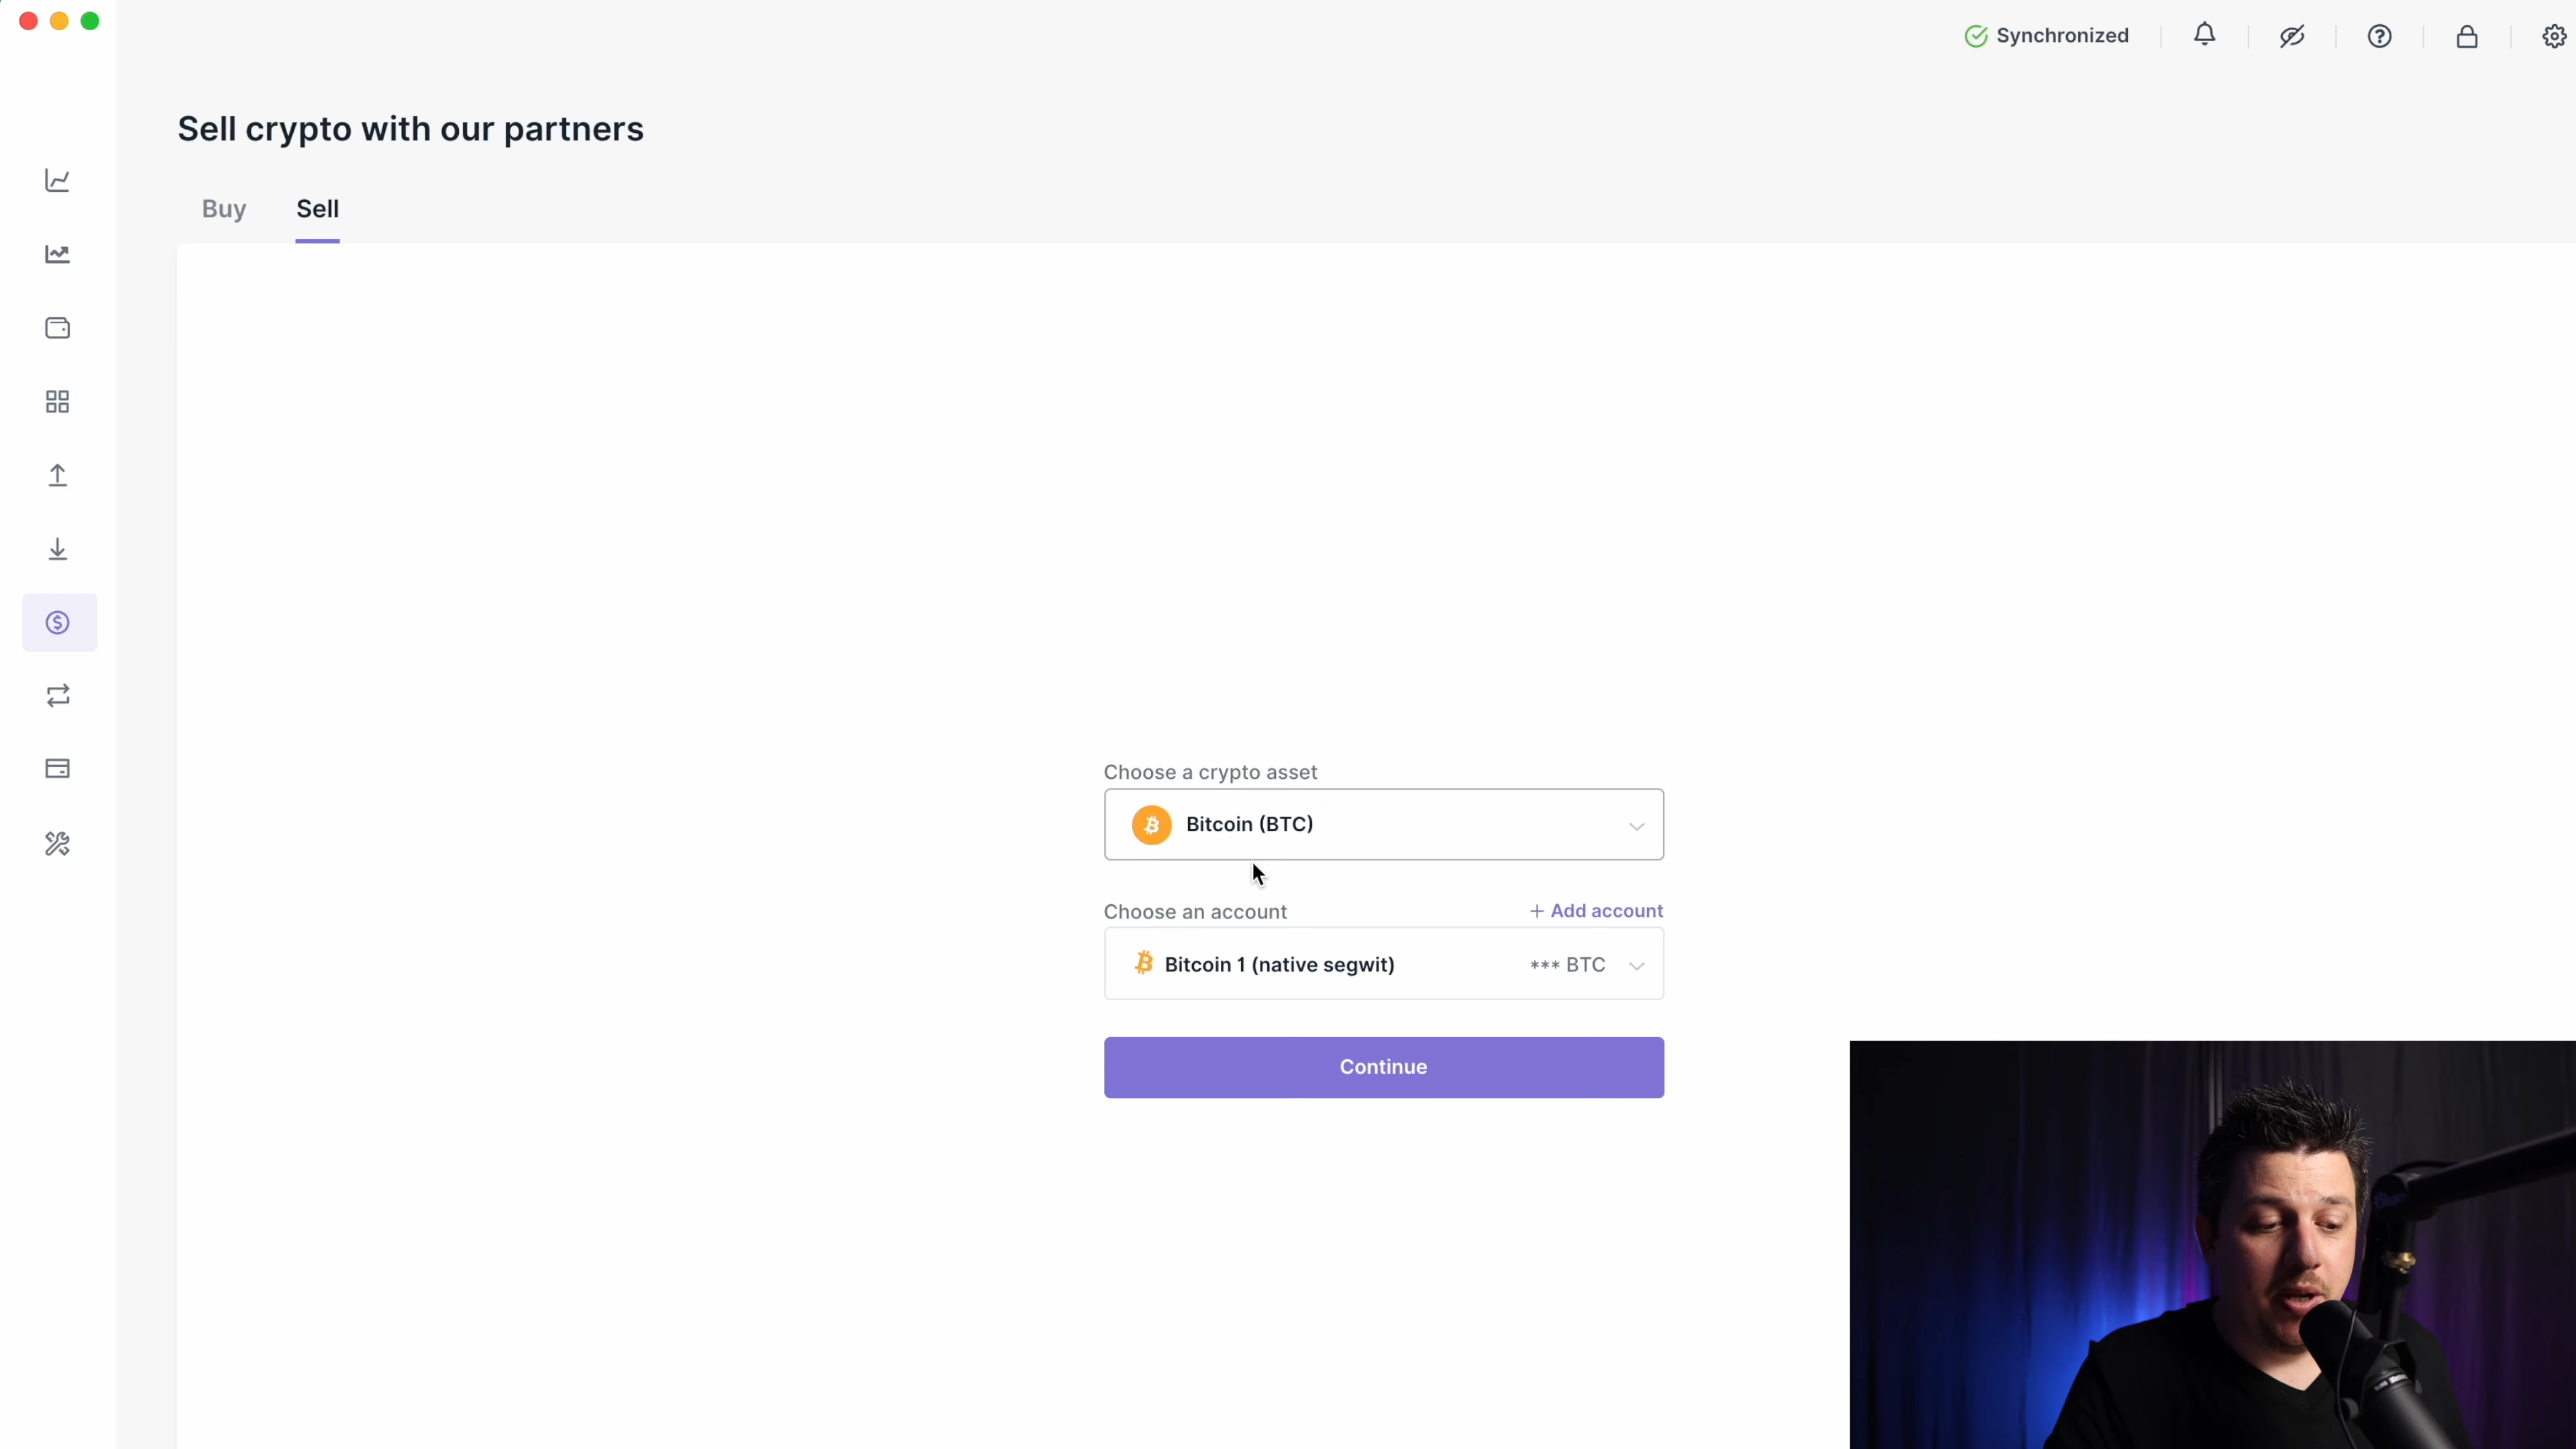 Synchronized
Sell crypto with our partners
Buy Sell
Choose a crypto asset
Bitcoin (BTC)
Choose an account + Add account
Bitcoin 1 (native segwit) *** BTC
Continue